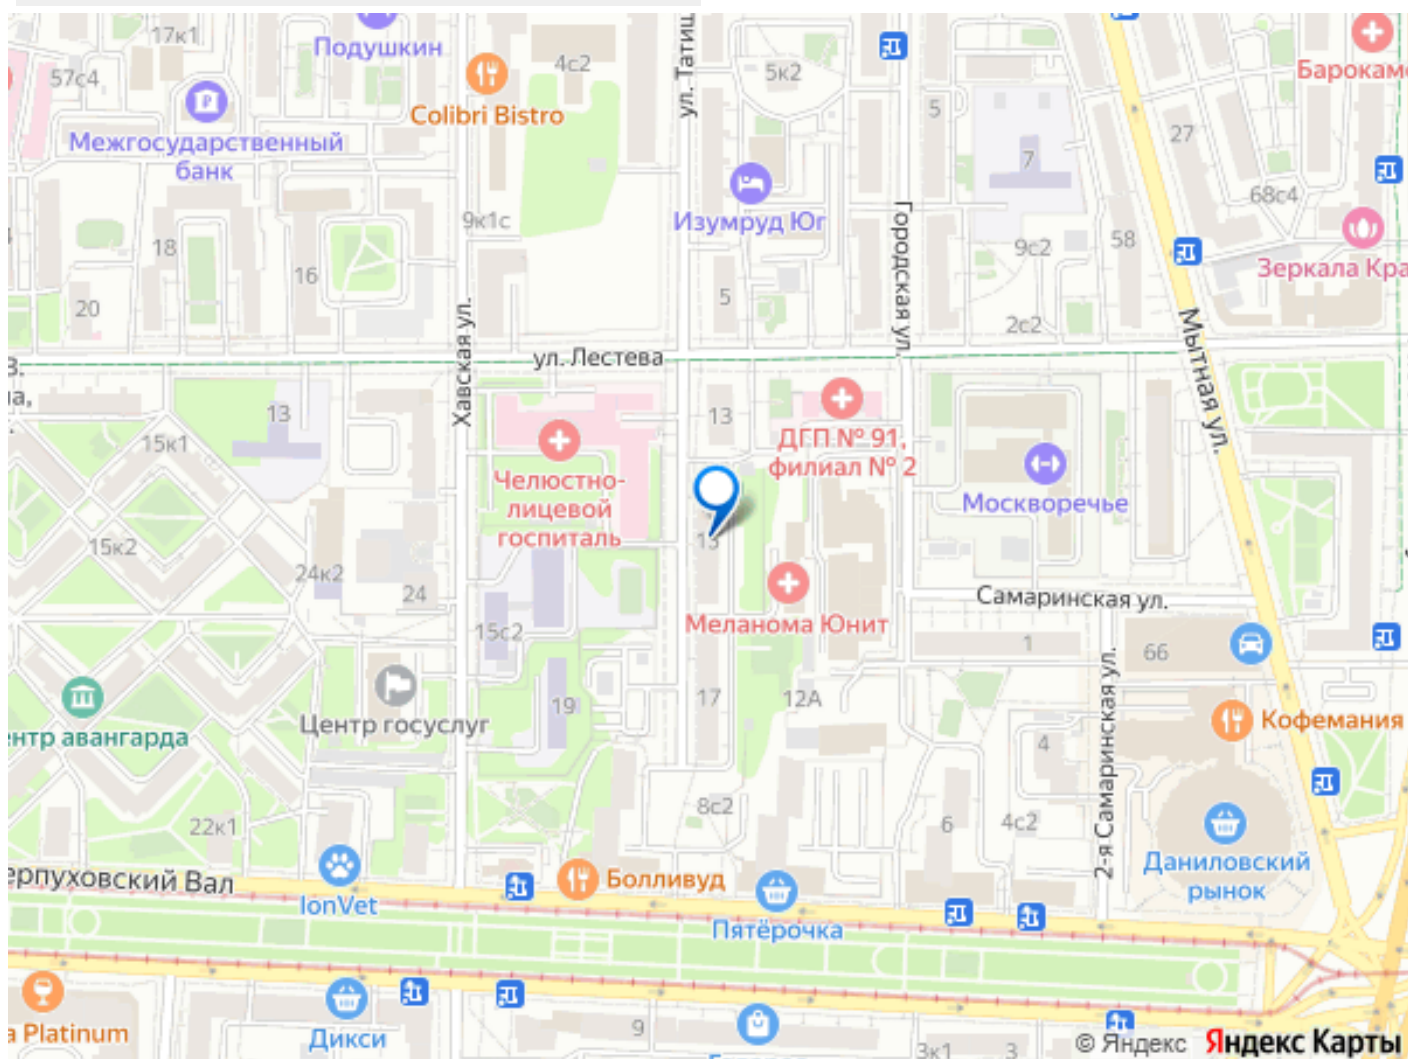 17к1
Подушкин
4с2
ул. Татищ
5к2
57с4
Colibri Bistro
5
Барокам
27
Межгосударственный
банк
7
68с4
Изумруд Юг
Городская ул.
9к1с
18
16
58
9с2
Зеркала Кра
20
5
2с2
Хавская ул.
ул. Лестева
Мытная ул.
13
13
15к1
ДГП № 91,
филиал № 2
Челюстно-
лицевой
госпиталь
Москворечье
15
15к2
24к2
24
Самаринская ул.
Меланома Юнит
15с2
1
66
17
12А
19
Центр госуслуг
нтр авангарда
2-я Самаринская ул.
Кофемания
4
8с2
6
4с2
22к1
ерпуховский Вал
Болливуд
IonVet
Даниловский
рынок
Пятёрочка
a Platinum
Дикси
9
3к1
3
© Яндекс Яндекс Карты